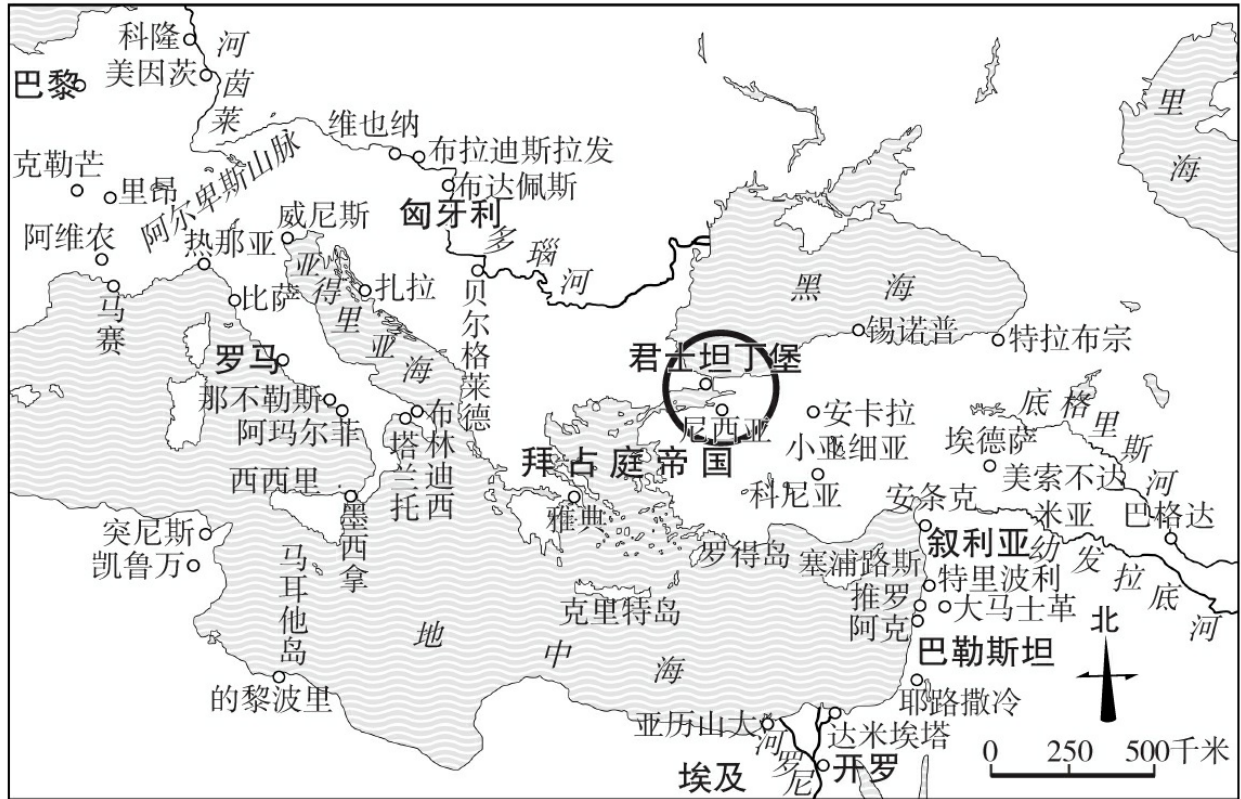 科隆
河茵莱
美因茨
巴黎
里海
维也纳
布拉迪斯拉发
阿尔卑斯山脉
克勒芒
里昂
布达佩斯
匈牙利
威尼斯
阿维农
热那亚
多瑙河
亚得里亚海
黑海
马赛
比萨
扎拉
贝尔格莱德
锡诺普
特拉布宗
罗马
君士坦丁堡
那不勒斯
阿玛尔菲
布林迪西
塔兰托
尼西亚
安卡拉
小亚细亚
底格里斯河
埃德萨
拜占庭帝国
美索不达米亚
西西里
墨西拿
雅典
科尼亚
安条克
巴格达
突尼斯
凯鲁万
马耳他岛
罗得岛
塞浦路斯
叙利亚
幼发拉底河
特里波利
克里特岛
推罗
大马士革
阿克
北
地中海
巴勒斯坦
的黎波里
耶路撒冷
亚历山大
达米埃塔
河罗尼
埃及
开罗
0 250 500千米